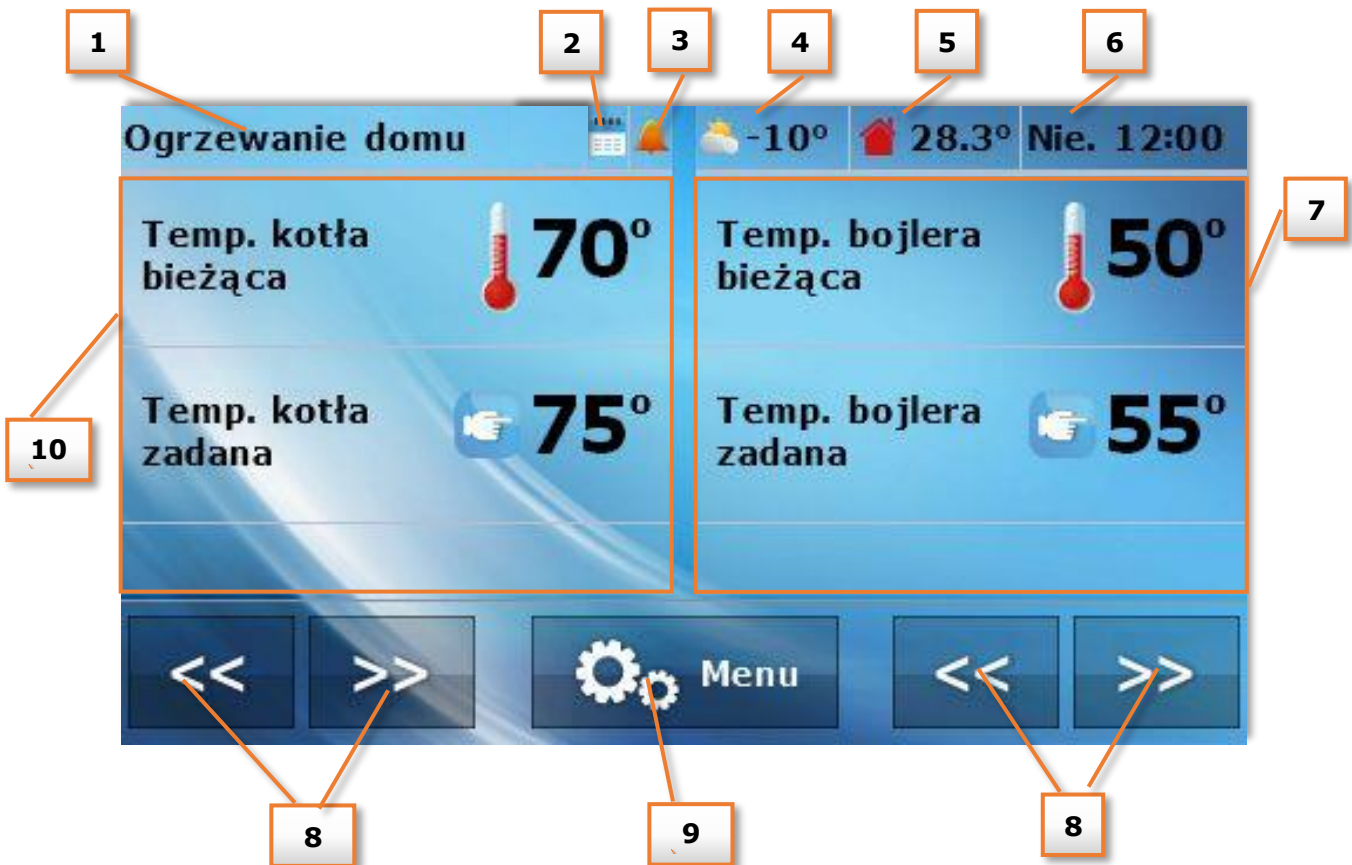 1
2
3
4
5
6
Ogrzewanie domu
-10° 28.3° Nie. 12:00
7
Temp. kotła
bieżąca
70°
Temp. bojlera
bieżąca
50°
10
Temp. kotła
zadana
75°
Temp. bojlera
zadana
55°
<< >> Menu << >>
8
9
8